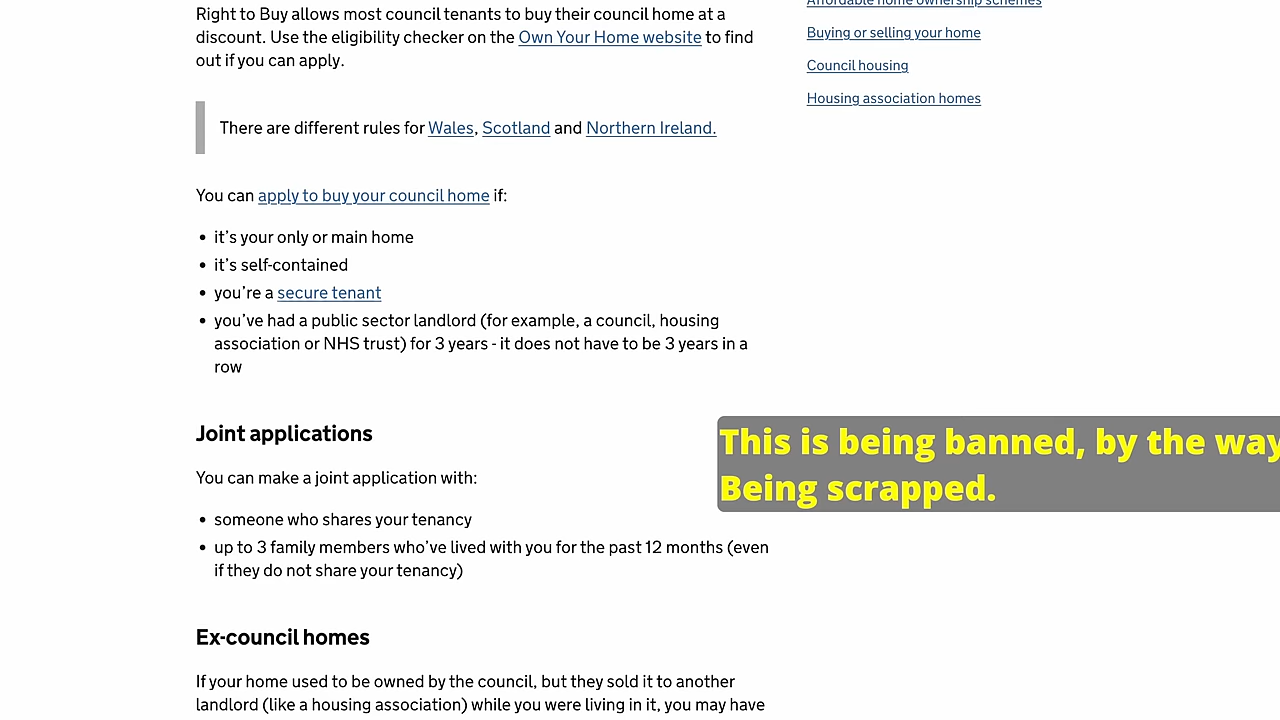 Right to Buy allows most council tenants to buy their council home at a
discount. Use the eligibility checker on the Own Your Home website to find
out if you can apply.
There are different rules for Wales, Scotland and Northern Ireland.
You can apply to buy your council home if:
• it's your only or main home
• it's self-contained
• you're a secure tenant
• you've had a public sector landlord (for example, a council, housing
association or NHS trust) for 3 years - it does not have to be 3 years in a
row
Joint applications
You can make a joint application with:
• someone who shares your tenancy
• up to 3 family members who've lived with you for the past 12 months (even
if they do not share your tenancy)
Ex-council homes
If your home used to be owned by the council, but they sold it to another
landlord (like a housing association) while you were living in it, you may have
Affordable home ownership schemes
Buying or selling your home
Council housing
Housing association homes
This is being banned, by the way
Being scrapped.